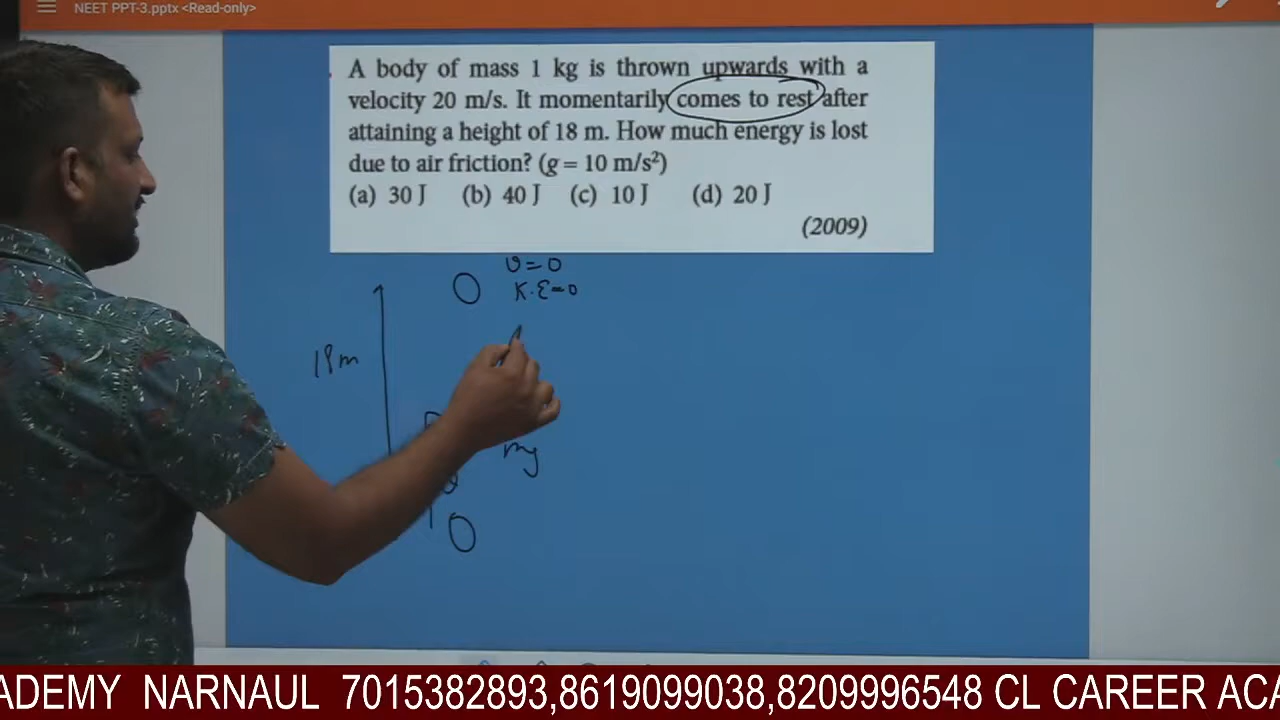 NEET PPT-3.pptx <Read-only>
A body of mass 1 kg is thrown upwards with a
velocity 20 m/s. It momentarily comes to rest after
attaining a height of 18 m. How much energy is lost
due to air friction? (g = 10 m/s²)
(a) 30 J (b) 40 J (c) 10 J (d) 20 J
(2009)
v=0
K.E=0
18m
mg
ADEMY NARNAUL 7015382893,8619099038,8209996548 CL CAREER ACA